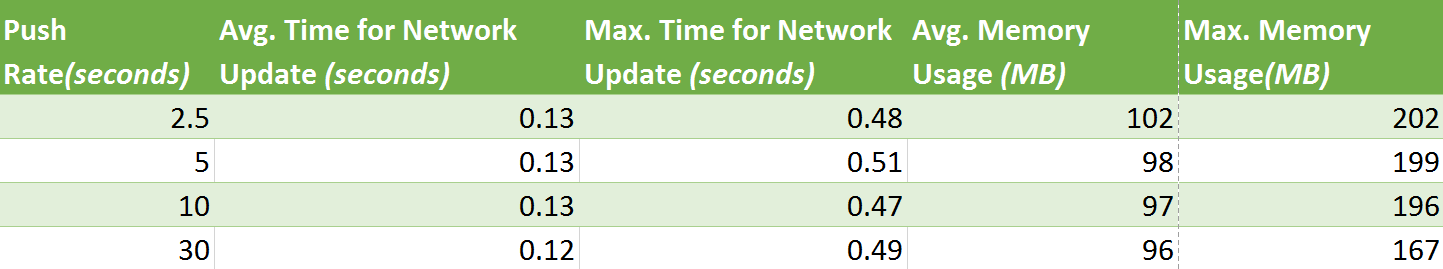 Push Avg. Time for Network Max. Time for Network Avg. Memory Max. Memory
Rate(seconds) Update (seconds) Update (seconds) Usage (MB) Usage(MB)
2.5 0.13 0.48 102 202
5 0.13 0.51 98 199
10 0.13 0.47 97 196
30 0.12 0.49 96 167